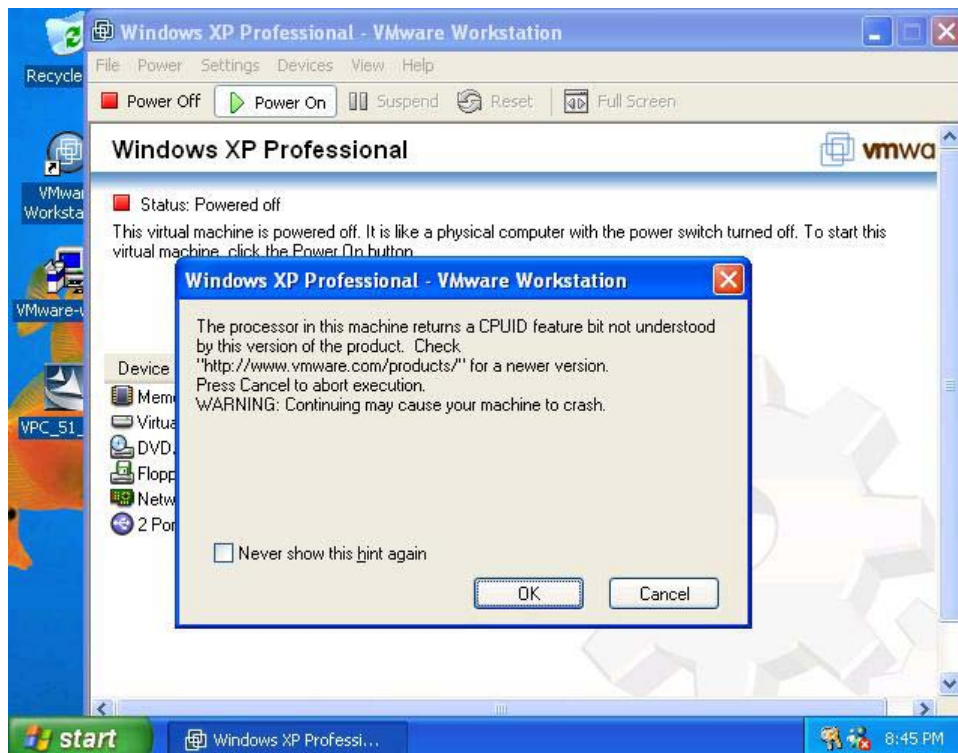 Recycle
Windows XP Professional - VMware Workstation
File Power Settings Devices View Help
Power Off Power On Suspend Reset Full Screen
Windows XP Professional
vmwa
VMwar
Worksta
Status: Powered off
This virtual machine is powered off. It is like a physical computer with the power switch turned off. To start this
virtual machine, click the Power On button
Windows XP Professional - VMware Workstation
The processor in this machine returns a CPUID feature bit not understood
by this version of the product. Check
"http://www.vmware.com/products/" for a newer version.
Press Cancel to abort execution.
WARNING: Continuing may cause your machine to crash.
VMware-
Device
Mem
Virtua
VPC_51_
DVD
Flopp
Netw
2 Por
Never show this hint again
OK Cancel
start
Windows XP Professi...
8:45 PM